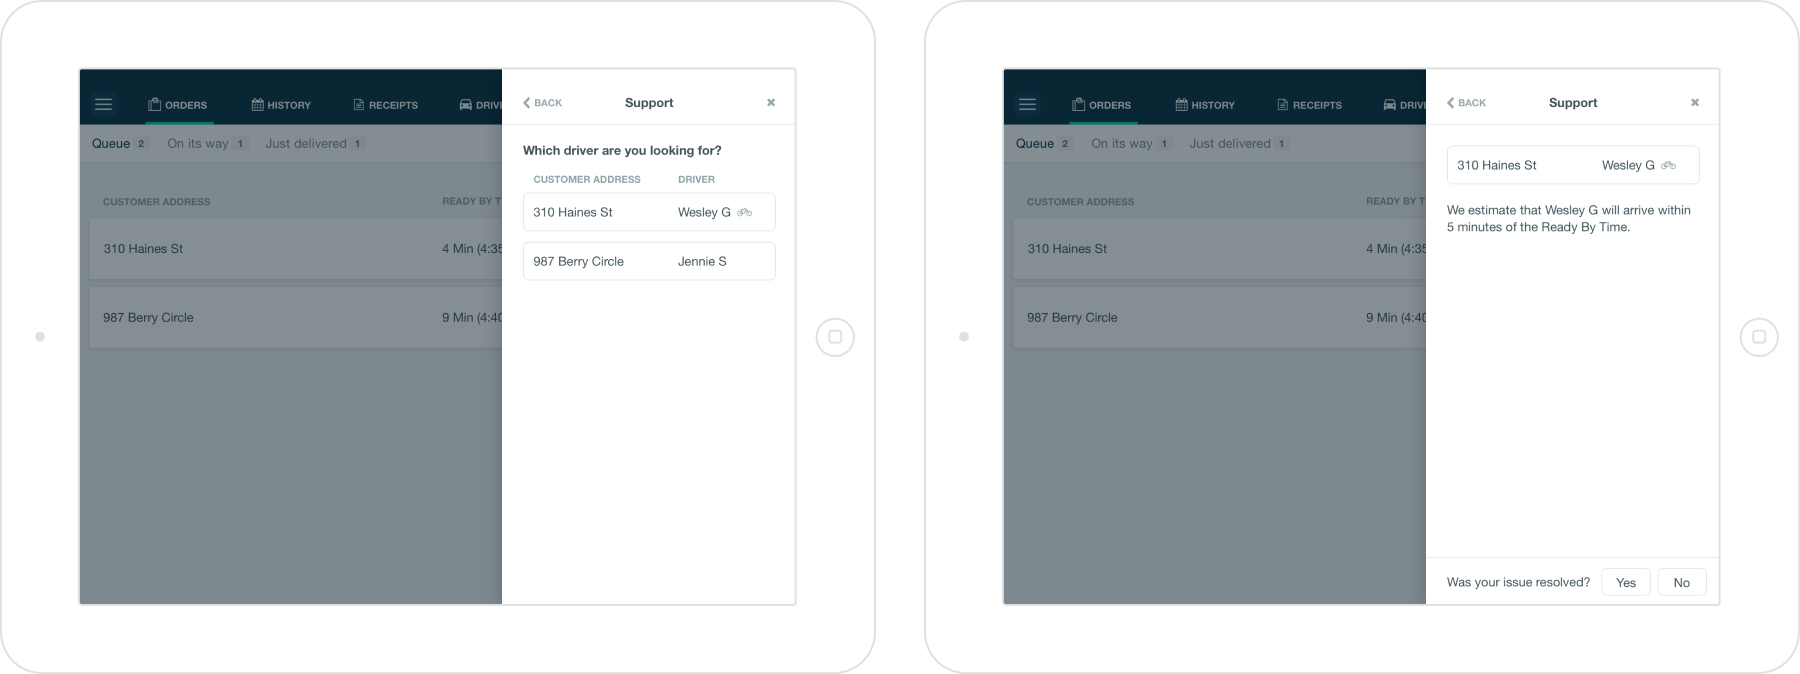 ORDERS HISTORY RECEIPTS DRIVE
Queue 2 On its way 1 Just delivered 1
CUSTOMER ADDRESS READY BY T
310 Haines St 4 Min (4:35
987 Berry Circle 9 Min (4:40
BACK Support
Which driver are you looking for?
CUSTOMER ADDRESS DRIVER
310 Haines St Wesley G
987 Berry Circle Jennie S
ORDERS HISTORY RECEIPTS DRIVE
Queue 2 On its way 1 Just delivered 1
CUSTOMER ADDRESS READY BY T
310 Haines St 4 Min (4:35
987 Berry Circle 9 Min (4:40
BACK Support
310 Haines St Wesley G
We estimate that Wesley G will arrive within
5 minutes of the Ready By Time.
Was your issue resolved? Yes No